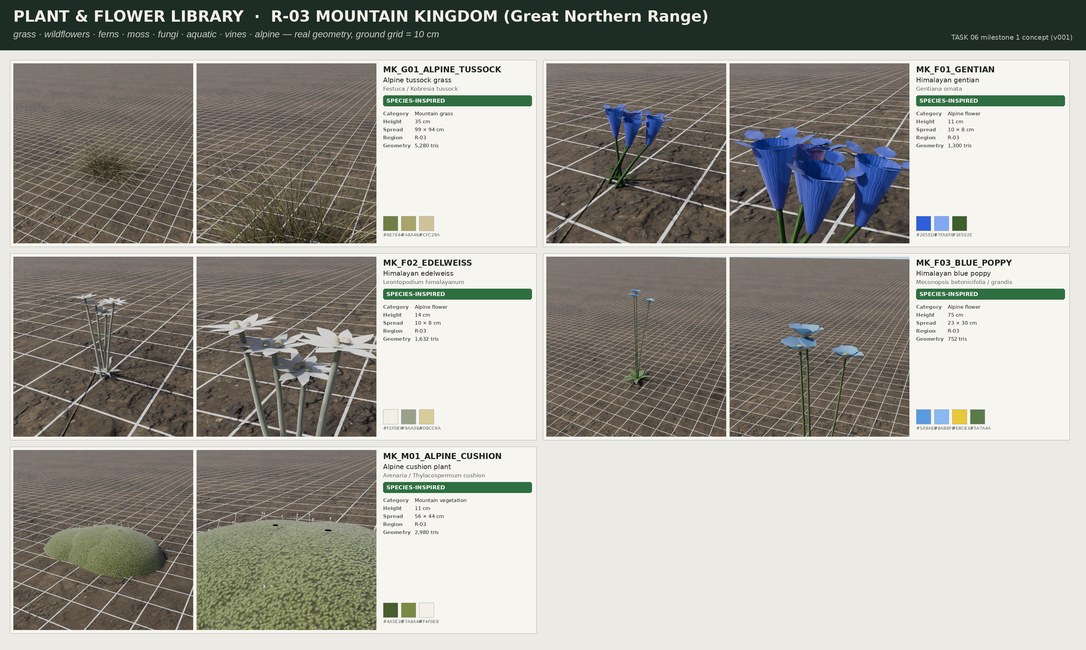 PLANT & FLOWER LIBRARY · R-03 MOUNTAIN KINGDOM (Great Northern Range)
grass · wildflowers · ferns · moss · fungi · aquatic · vines · alpine — real geometry, ground grid = 10 cm
TASK 06 milestone 1 concept (v001)
MK_G01_ALPINE_TUSSOCK
Alpine tussock grass
Festuca / Kobresia tussock
SPECIES-INSPIRED
Category Mountain grass
Height 35 cm
Spread 99 × 94 cm
Region R-03
Geometry 5,280 tris
MK_F01_GENTIAN
Himalayan gentian
Gentiana ornata
SPECIES-INSPIRED
Category Alpine flower
Height 11 cm
Spread 10 × 8 cm
Region R-03
Geometry 1,300 tris
MK_F02_EDELWEISS
Himalayan edelweiss
Leontopodium himalayanum
SPECIES-INSPIRED
Category Alpine flower
Height 14 cm
Spread 10 × 8 cm
Region R-03
Geometry 1,632 tris
MK_F03_BLUE_POPPY
Himalayan blue poppy
Meconopsis betonicifolia / grandis
SPECIES-INSPIRED
Category Alpine flower
Height 75 cm
Spread 23 × 30 cm
Region R-03
Geometry 752 tris
MK_M01_ALPINE_CUSHION
Alpine cushion plant
Arenaria / Thylacospermum cushion
SPECIES-INSPIRED
Category Mountain vegetation
Height 11 cm
Spread 56 × 44 cm
Region R-03
Geometry 2,980 tris